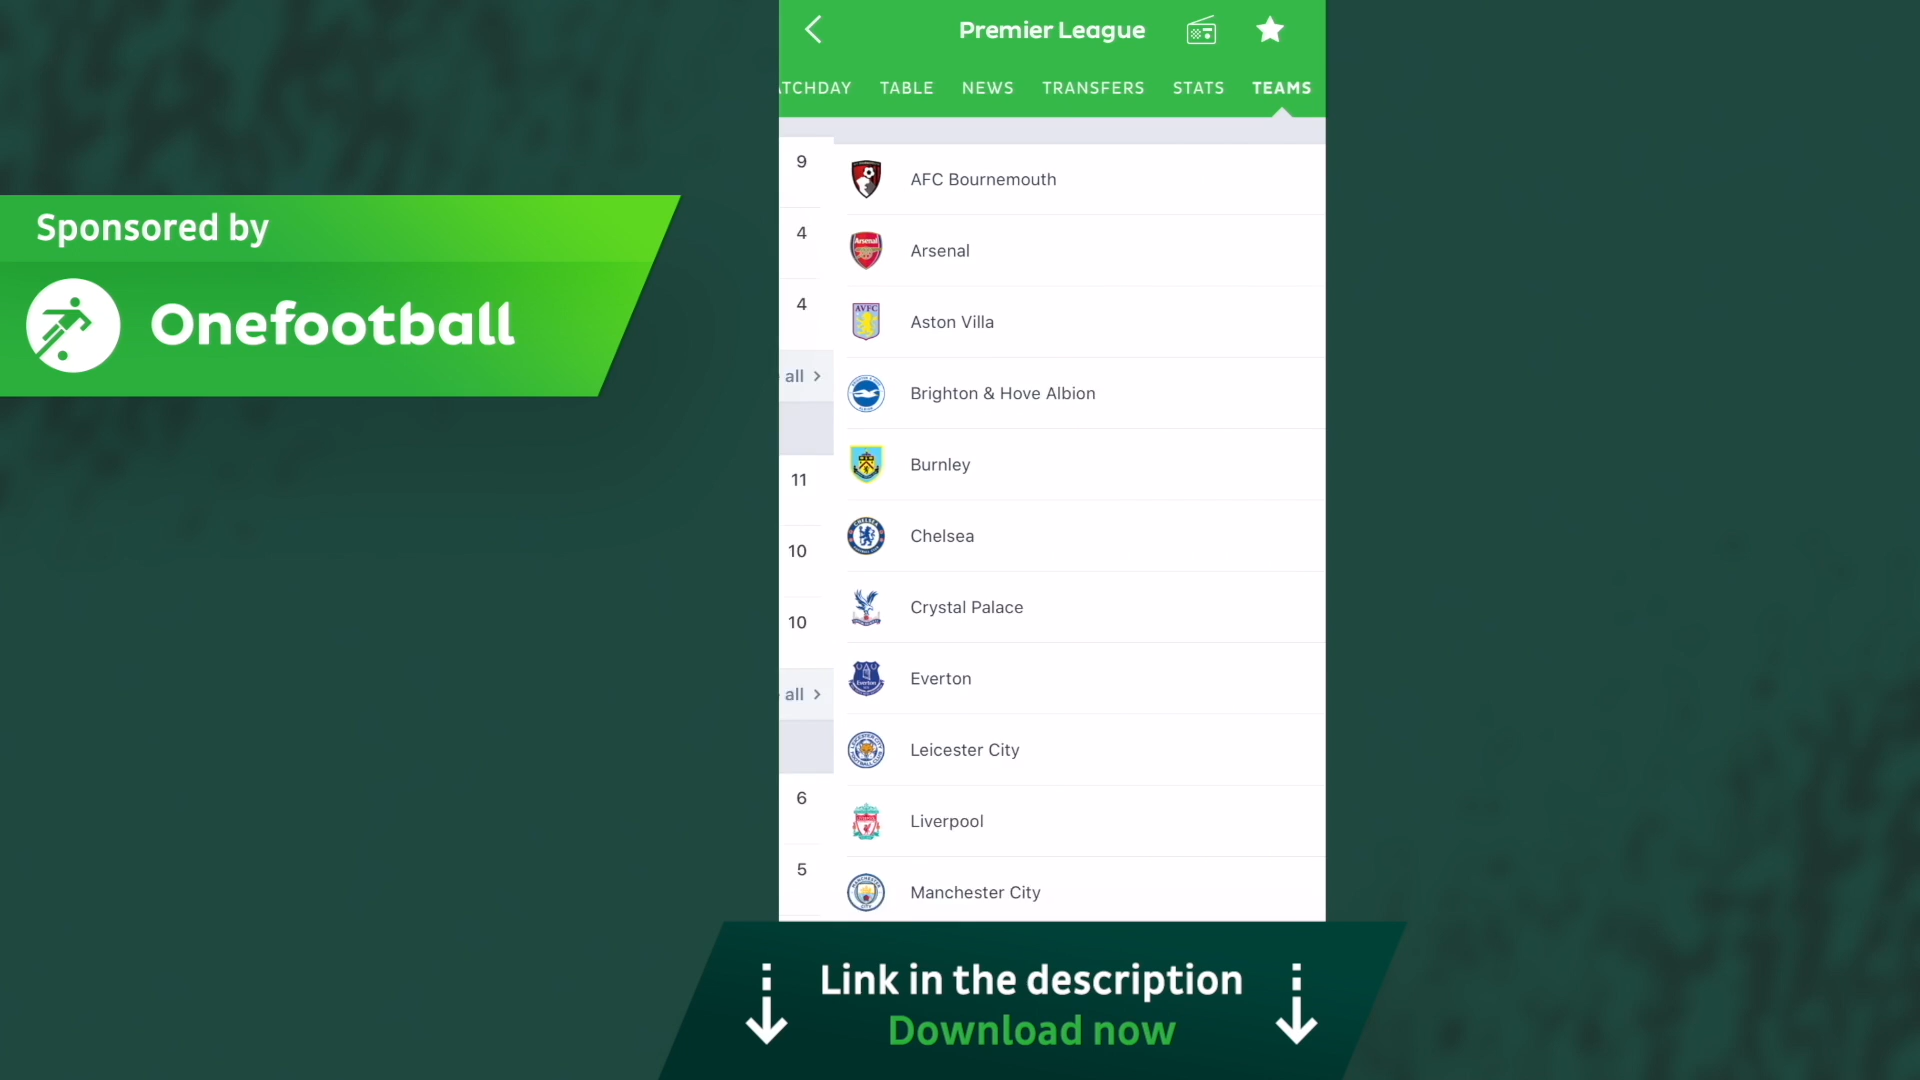 Premier League
TCHDAY TABLE NEWS TRANSFERS STATS TEAMS
Sponsored by
Onefootball
9
4
4
all >
11
10
10
all >
6
5
AFC Bournemouth
Arsenal
Aston Villa
Brighton & Hove Albion
Burnley
Chelsea
Crystal Palace
Everton
Leicester City
Liverpool
Manchester City
Link in the description
Download now